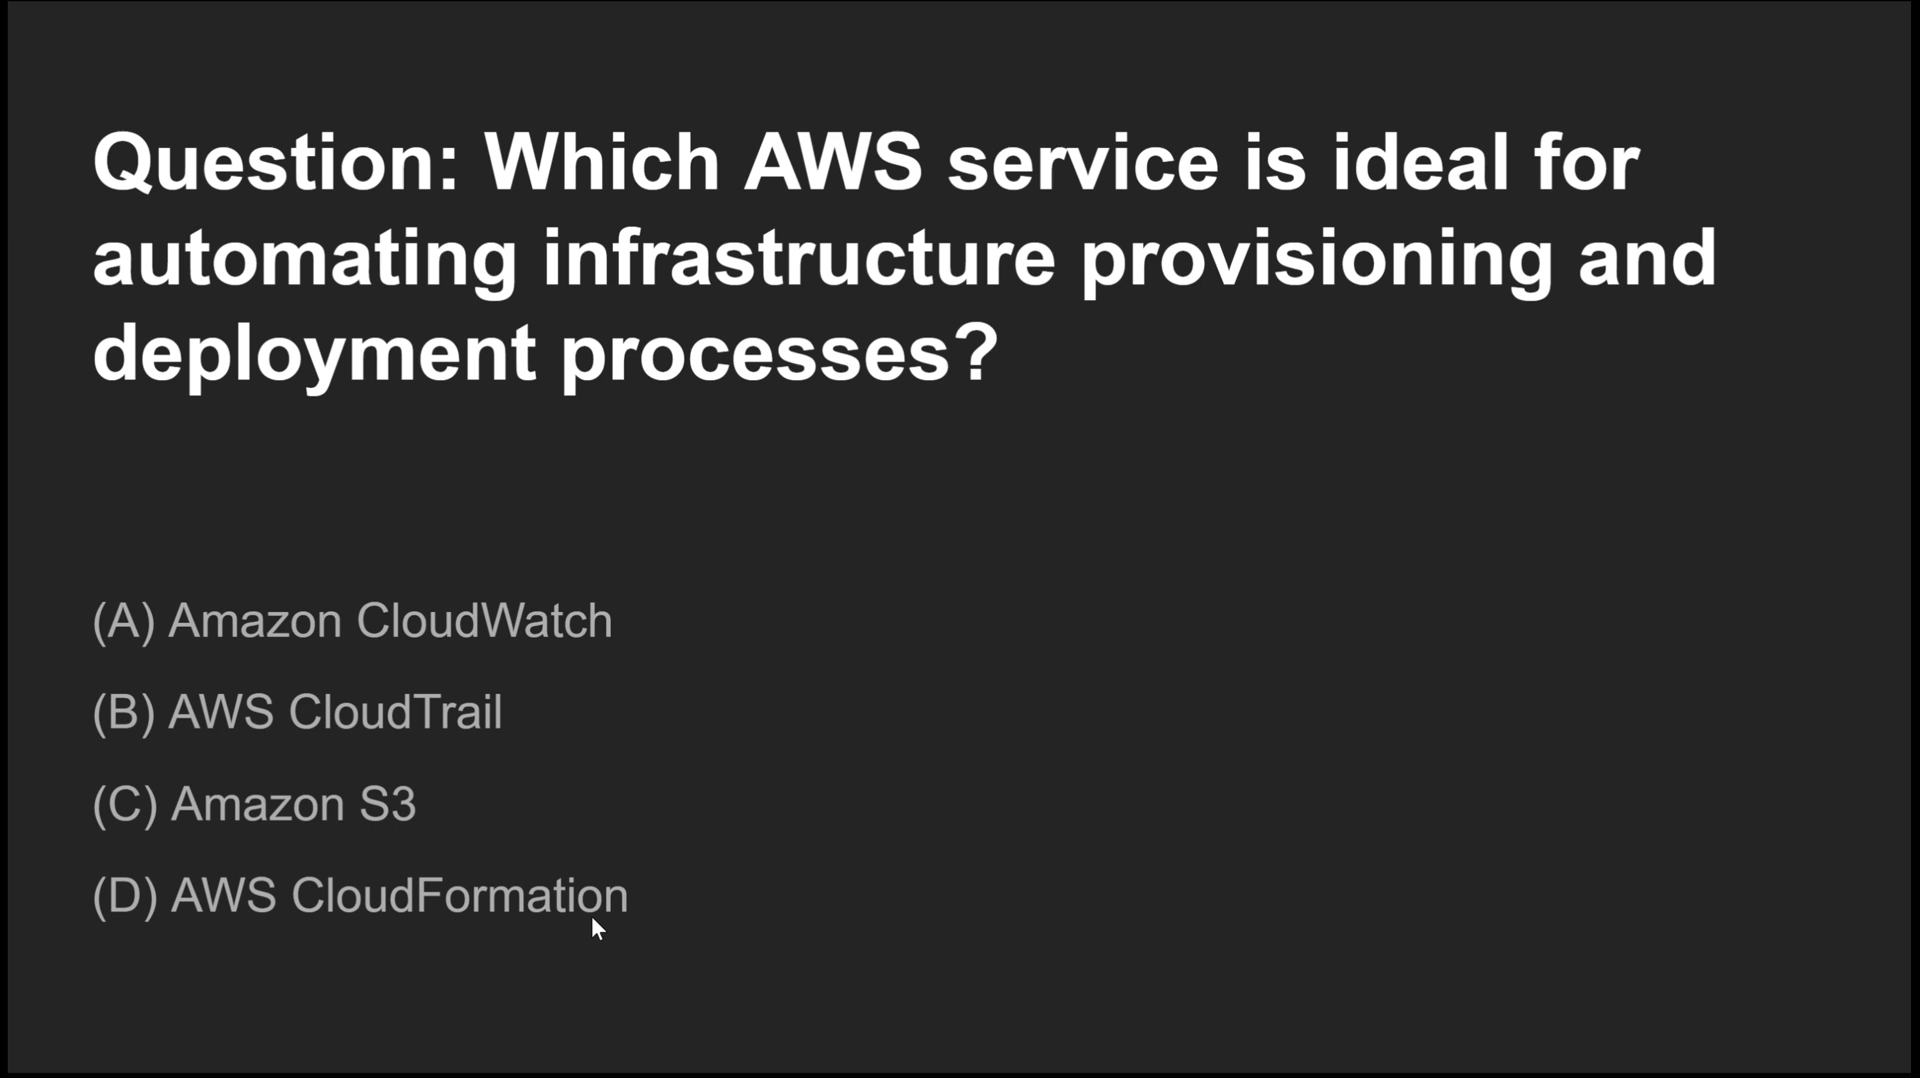 Question: Which AWS service is ideal for
automating infrastructure provisioning and
deployment processes?
(A) Amazon CloudWatch
(B) AWS CloudTrail
(C) Amazon S3
(D) AWS CloudFormation